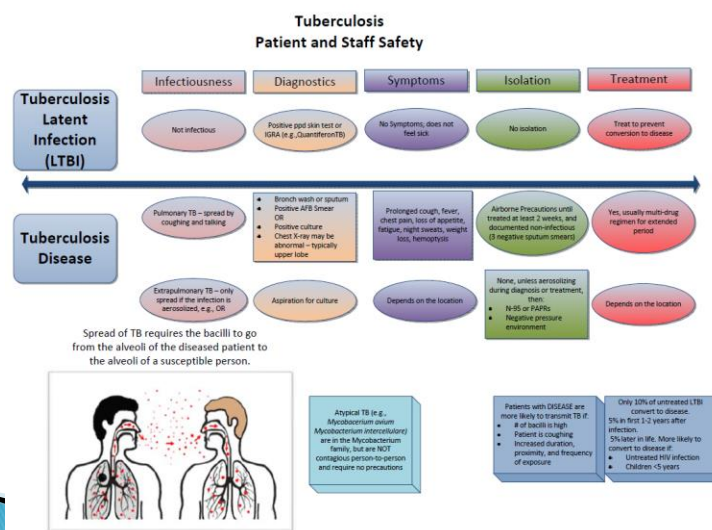 Tuberculosis
Patient and Staff Safety
Infectiousness
Diagnostics
Symptoms
Isolation
Treatment
Tuberculosis
Latent
Infection
(LTBI)
Not infectious
Positive ppd skin test or
IGRA (e.g.,QuantiferonTB)
No Symptoms; does not
feel sick
No isolation
Treat to prevent
conversion to disease
Tuberculosis
Disease
Pulmonary TB – spread by
coughing and talking
Bronch wash or sputum
Positive AFB Smear
OR
Positive culture
Chest X-ray may be
abnormal – typically
upper lobe
Prolonged cough, fever,
chest pain, loss of appetite,
fatigue, night sweats, weight
loss, hemoptysis
Airborne Precautions until
treated at least 2 weeks, and
documented non-infectious
(3 negative sputum smears)
Yes, usually multi-drug
regimen for extended
period
Extrapulmonary TB – only
spread if the infection is
aerosolized, e.g., OR
Aspiration for culture
Depends on the location
None, unless aerosolizing
during diagnosis or treatment,
then:
N-95 or PAPRs
Negative pressure
environment
Depends on the location
Spread of TB requires the bacilli to go
from the alveoli of the diseased patient to
the alveoli of a susceptible person.
Atypical TB (e.g.,
Mycobacterium avium
Mycobacterium intercellulare)
are in the Mycobacterium
family, but are NOT
contagious person-to-person
and require no precautions
Patients with DISEASE are
more likely to transmit TB if:
# of bacilli is high
Patient is coughing
Increased duration,
proximity, and frequency
of exposure
Only 10% of untreated LTBI
convert to disease.
5% in first 1-2 years after
infection.
5% later in life. More likely to
convert to disease if:
Untreated HIV infection
Children <5 years